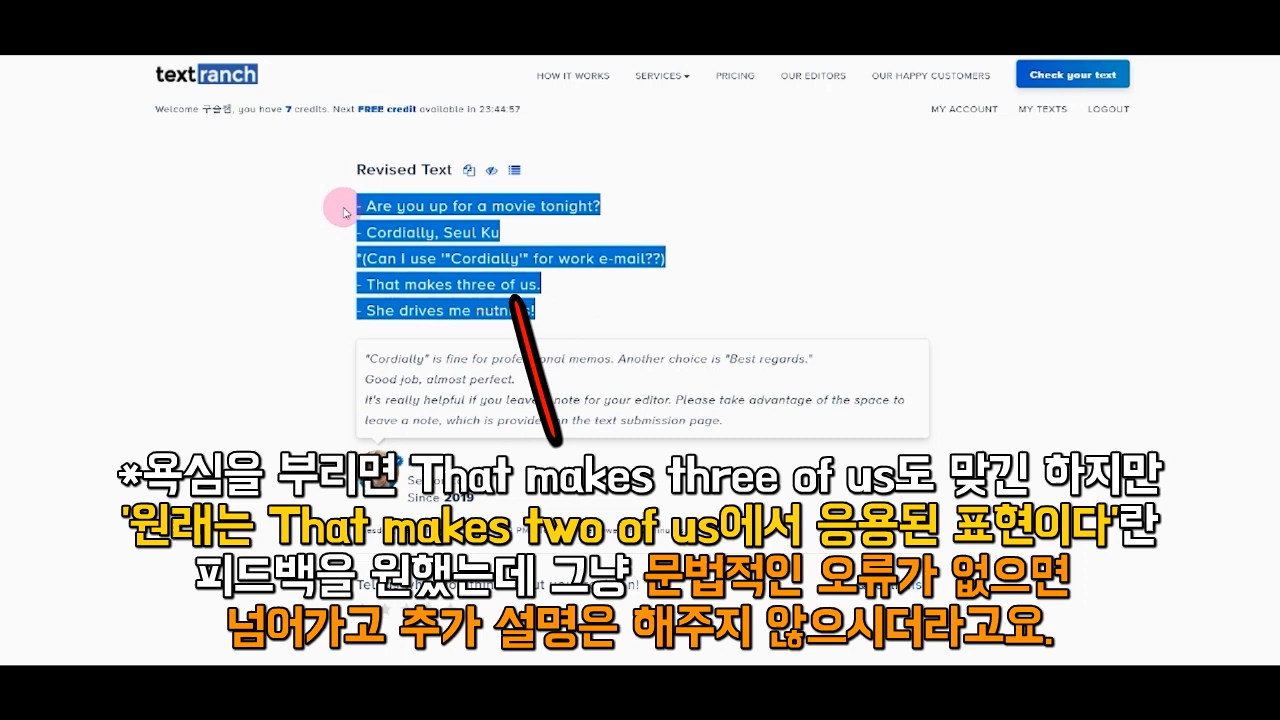 textranch
HOW IT WORKS SERVICES PRICING OUR EDITORS OUR HAPPY CUSTOMERS Check your text
Welcome 구슬쌤, you have 7 credits. Next FREE credit available in 23:44:57
MY ACCOUNT MY TEXTS LOGOUT
Revised Text
- Are you up for a movie tonight?
- Cordially, Seul Ku
*(Can I use '"Cordially'" for work e-mail??)
- That makes three of us.
- She drives me
"Cordially" is fine for professional memos. Another choice is "Best regards."
Good job, almost perfect.
It's really helpful if you leave note for your editor. Please take advantage of the space to
leave a note, which is provided on the text submission page.
Since 2019
*욕심을 부리면 That makes three of us도 맞긴 하지만
'원래는 That makes two of us에서 응용된 표현이다'란
피드백을 원했는데 그냥 문법적인 오류가 없으면
넘어가고 추가 설명은 해주지 않으시더라고요.